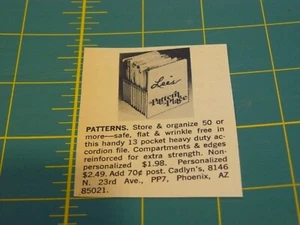 Lee's
Pattern
Place
PATTERNS. Store & organize 50 or
more—safe, flat & wrinkle free in
this handy 13 pocket heavy duty ac-
cordion file. Compartments & edges
reinforced for extra strength. Non-
personalized $1.98. Personalized
$2.49. Add 70¢ post. Cadlyn's, 8146
N. 23rd Ave., PP7, Phoenix, AZ
85021.